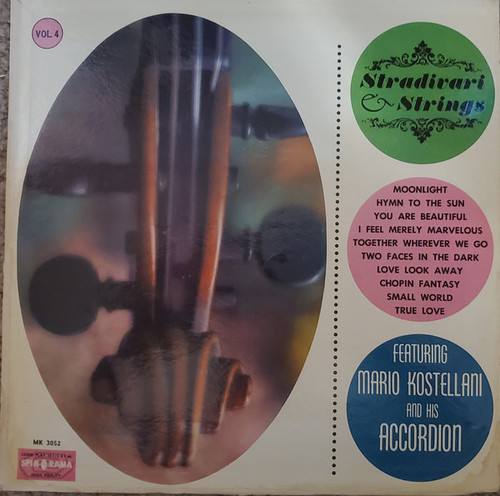 VOL. 4
Stradivari
& Strings
MOONLIGHT
HYMN TO THE SUN
YOU ARE BEAUTIFUL
I FEEL MERELY MARVELOUS
TOGETHER WHEREVER WE GO
TWO FACES IN THE DARK
LOVE LOOK AWAY
CHOPIN FANTASY
SMALL WORLD
TRUE LOVE
FEATURING
MARIO KOSTELLANI
AND HIS
ACCORDION
MK 3052
SPIN-O-RAMA